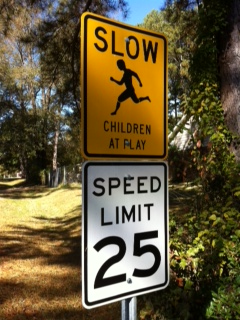 SLOW
CHILDREN
AT PLAY
SPEED
LIMIT
25